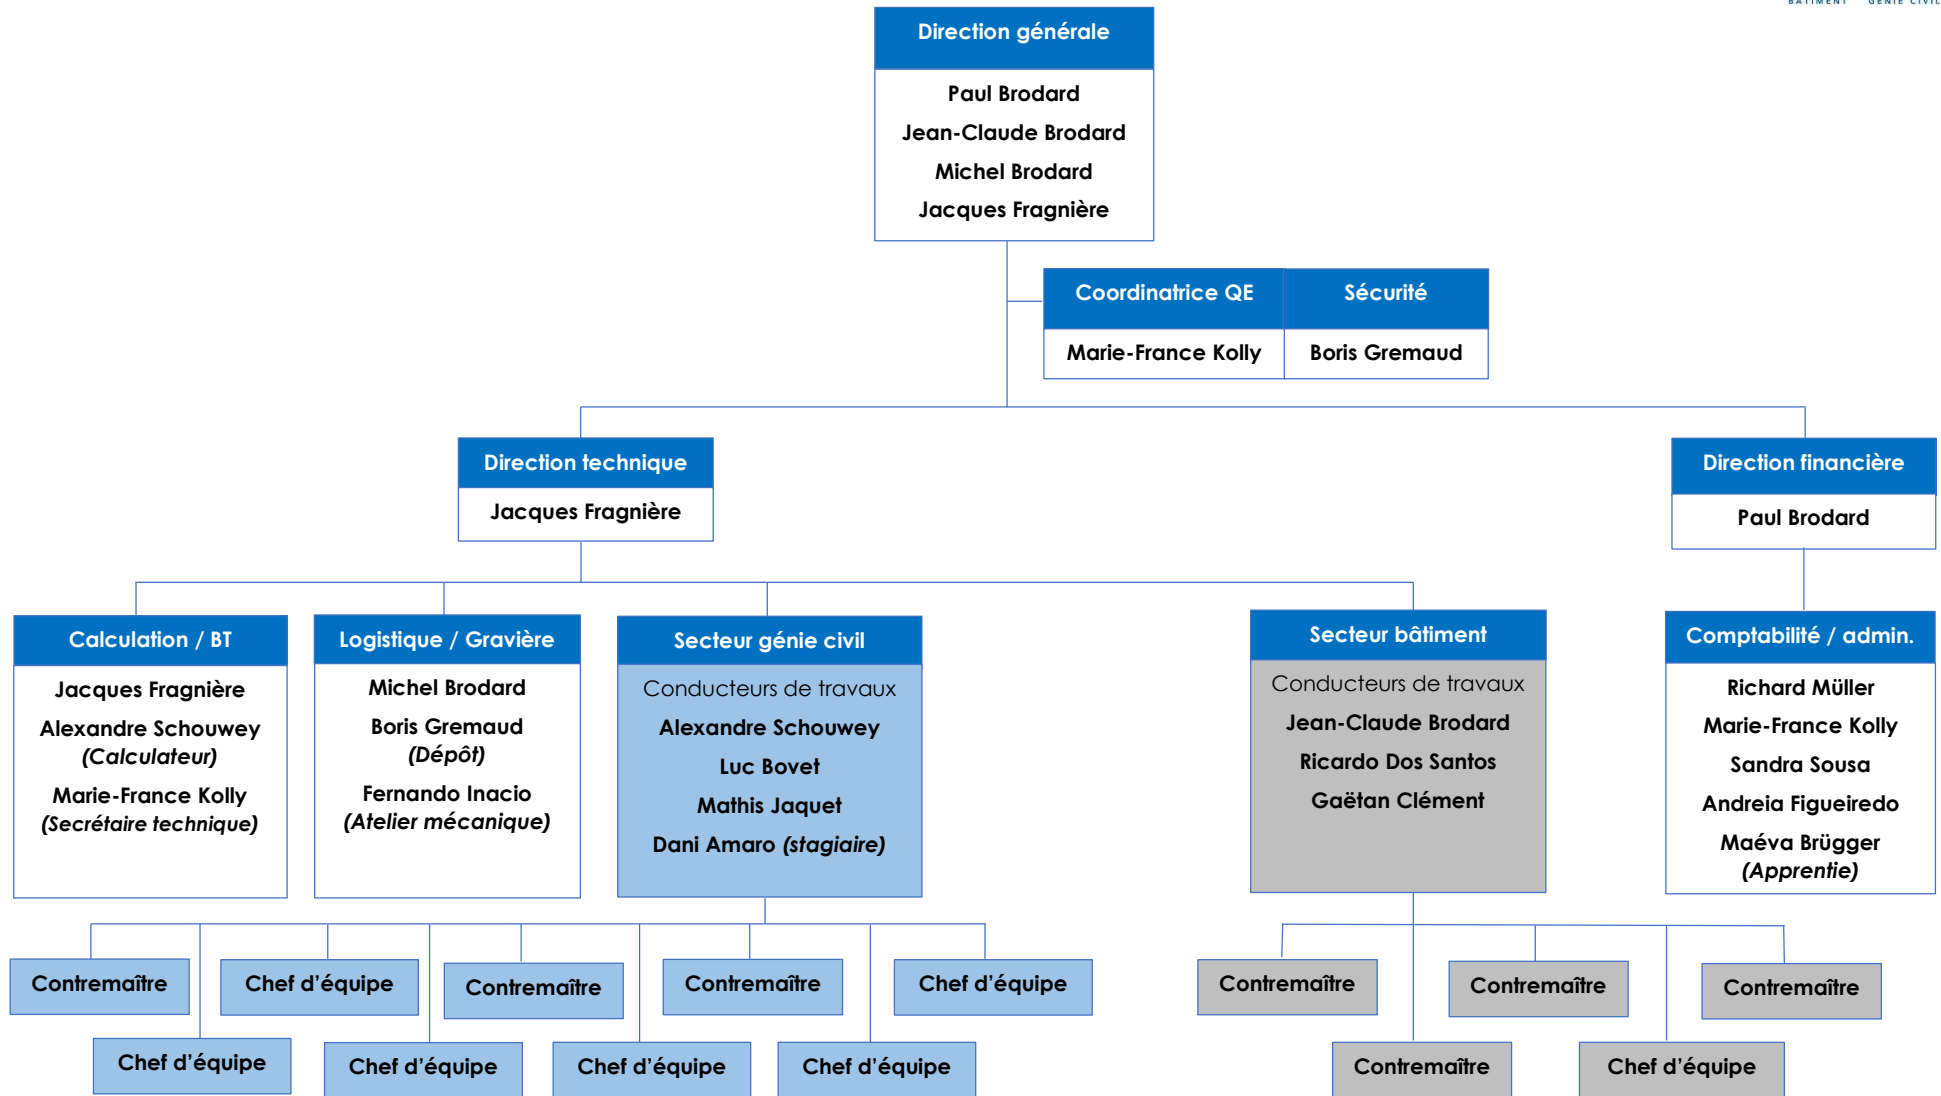 BATIMENT GENIE CIVIL
Direction générale
Paul Brodard
Jean-Claude Brodard
Michel Brodard
Jacques Fragnière
Coordinatrice QE
Sécurité
Marie-France Kolly
Boris Gremaud
Direction technique
Jacques Fragnière
Direction financière
Paul Brodard
Calculation / BT
Jacques Fragnière
Alexandre Schouwey
(Calculateur)
Marie-France Kolly
(Secrétaire technique)
Logistique / Gravière
Michel Brodard
Boris Gremaud
(Dépôt)
Fernando Inacio
(Atelier mécanique)
Secteur génie civil
Conducteurs de travaux
Alexandre Schouwey
Luc Bovet
Mathis Jaquet
Dani Amaro (stagiaire)
Secteur bâtiment
Conducteurs de travaux
Jean-Claude Brodard
Ricardo Dos Santos
Gaëtan Clément
Comptabilité / admin.
Richard Müller
Marie-France Kolly
Sandra Sousa
Andreia Figueiredo
Maéva Brügger
(Apprentie)
Contremaître
Chef d’équipe
Contremaître
Contremaître
Chef d’équipe
Contremaître
Contremaître
Contremaître
Chef d’équipe
Chef d’équipe
Chef d’équipe
Chef d’équipe
Contremaître
Chef d’équipe